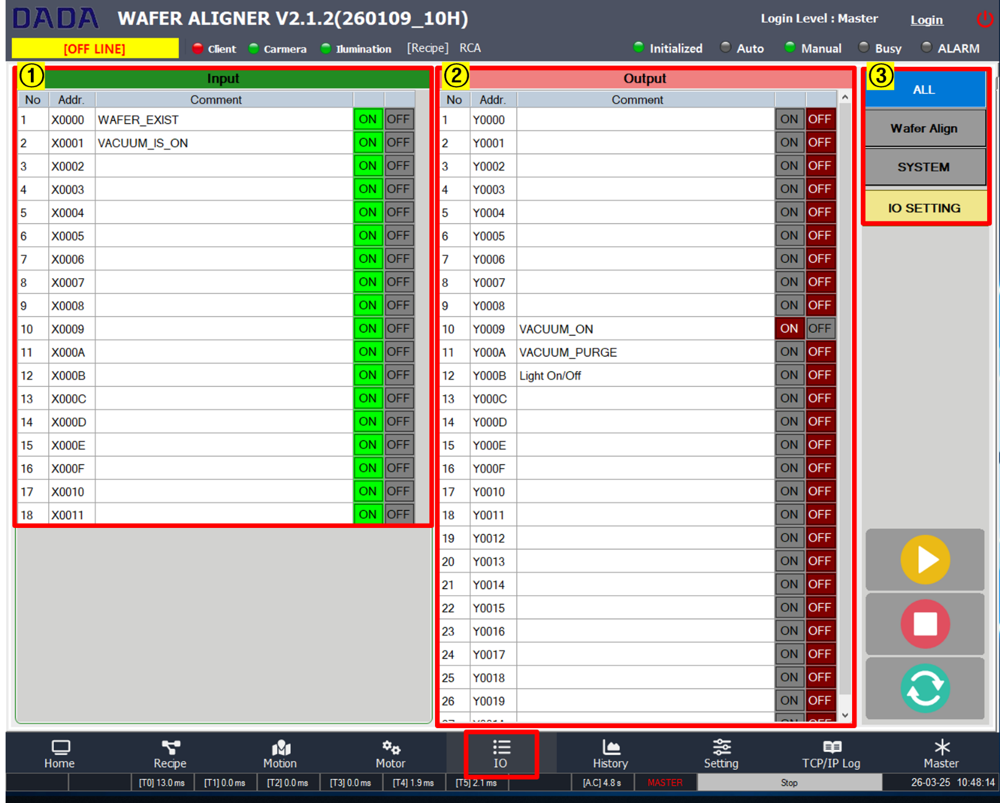 DADA WAFER ALIGNER V2.1.2(260109_10H) Login Level : Master Login
[OFF LINE] Client Carmera Ilumination [Recipe] RCA Initialized Auto Manual Busy ALARM
① Input
No Addr. Comment
1 X0000 WAFER_EXIST ON OFF
2 X0001 VACUUM_IS_ON ON OFF
3 X0002 ON OFF
4 X0003 ON OFF
5 X0004 ON OFF
6 X0005 ON OFF
7 X0006 ON OFF
8 X0007 ON OFF
9 X0008 ON OFF
10 X0009 ON OFF
11 X000A ON OFF
12 X000B ON OFF
13 X000C ON OFF
14 X000D ON OFF
15 X000E ON OFF
16 X000F ON OFF
17 X0010 ON OFF
18 X0011 ON OFF
② Output
No Addr. Comment
1 Y0000 ON OFF
2 Y0001 ON OFF
3 Y0002 ON OFF
4 Y0003 ON OFF
5 Y0004 ON OFF
6 Y0005 ON OFF
7 Y0006 ON OFF
8 Y0007 ON OFF
9 Y0008 ON OFF
10 Y0009 VACUUM_ON ON OFF
11 Y000A VACUUM_PURGE ON OFF
12 Y000B Light On/Off ON OFF
13 Y000C ON OFF
14 Y000D ON OFF
15 Y000E ON OFF
16 Y000F ON OFF
17 Y0010 ON OFF
18 Y0011 ON OFF
19 Y0012 ON OFF
20 Y0013 ON OFF
21 Y0014 ON OFF
22 Y0015 ON OFF
23 Y0016 ON OFF
24 Y0017 ON OFF
25 Y0018 ON OFF
26 Y0019 ON OFF
③ ALL
Wafer Align
SYSTEM
IO SETTING
Home Recipe Motion Motor IO History Setting TCP/IP Log Master
[T0] 13.0 ms [T1] 0.0 ms [T2] 0.0 ms [T3] 0.0 ms [T4] 1.9 ms [T5] 2.1 ms [A.C] 4.8 s MASTER Stop 26-03-25 10:48:14